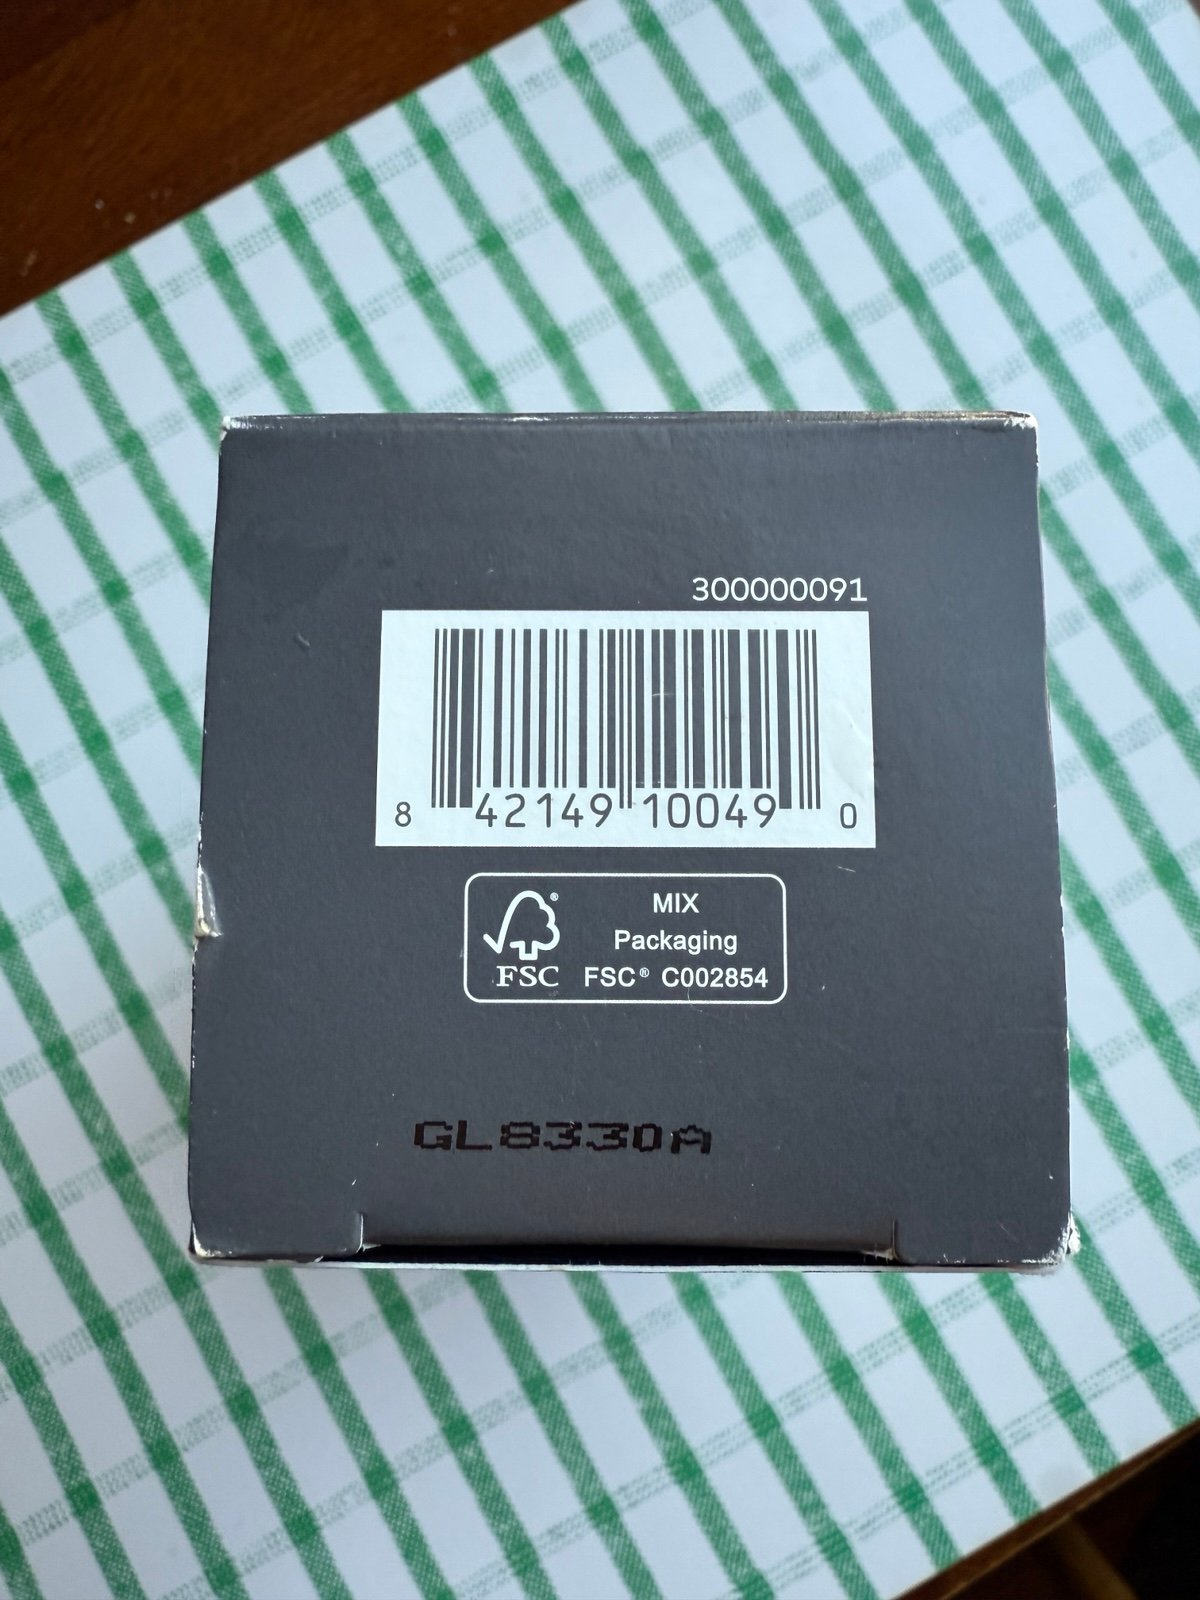 300000091
8 42149 10049 0
MIX
Packaging
FSC FSC® C002854
GL8330A